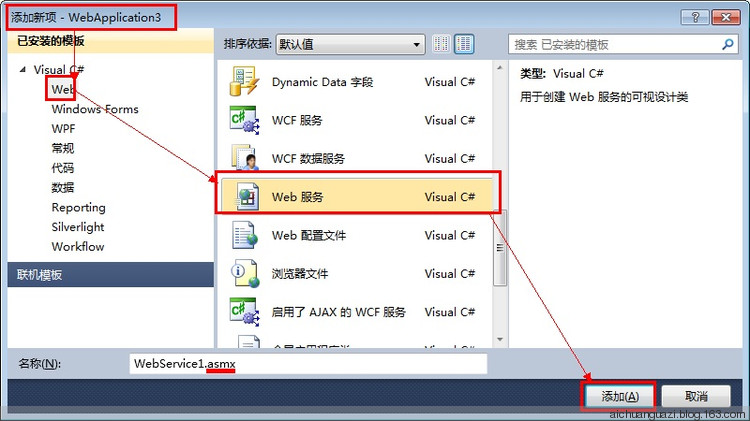 添加新项 - WebApplication3
已安装的模板
Visual C#
Web
Windows Forms
WPF
常规
代码
数据
Reporting
Silverlight
Workflow
联机模板
排序依据: 默认值
Dynamic Data 字段 Visual C#
WCF 服务 Visual C#
WCF 数据服务 Visual C#
Web 服务 Visual C#
Web 配置文件 Visual C#
浏览器文件 Visual C#
启用了 AJAX 的 WCF 服务 Visual C#
搜索 已安装的模板
类型: Visual C#
用于创建 Web 服务的可视设计类
名称(N): WebService1.asmx
添加(A) 取消
aichuanguazi.blog.163.com